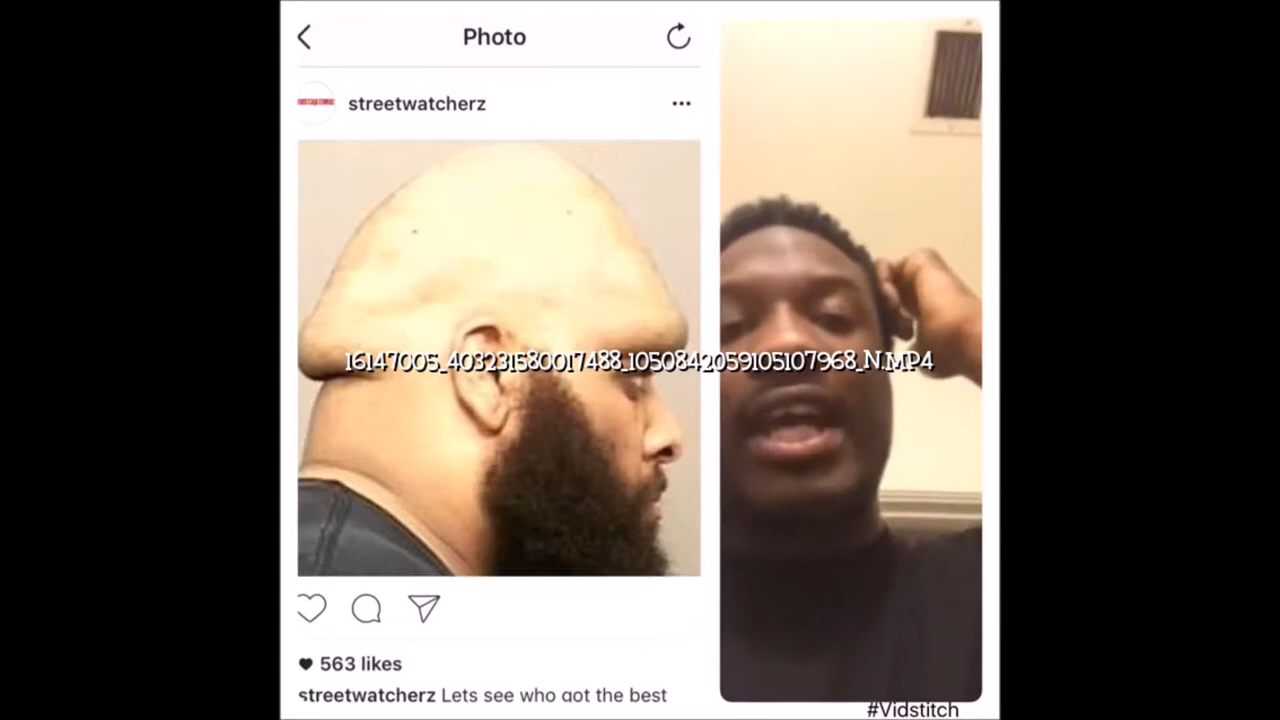 Photo
streetwatcherz
16147005_403231580017488_1050842059105107968_N.MP4
563 likes
streetwatcherz Lets see who got the best
#Vidstitch